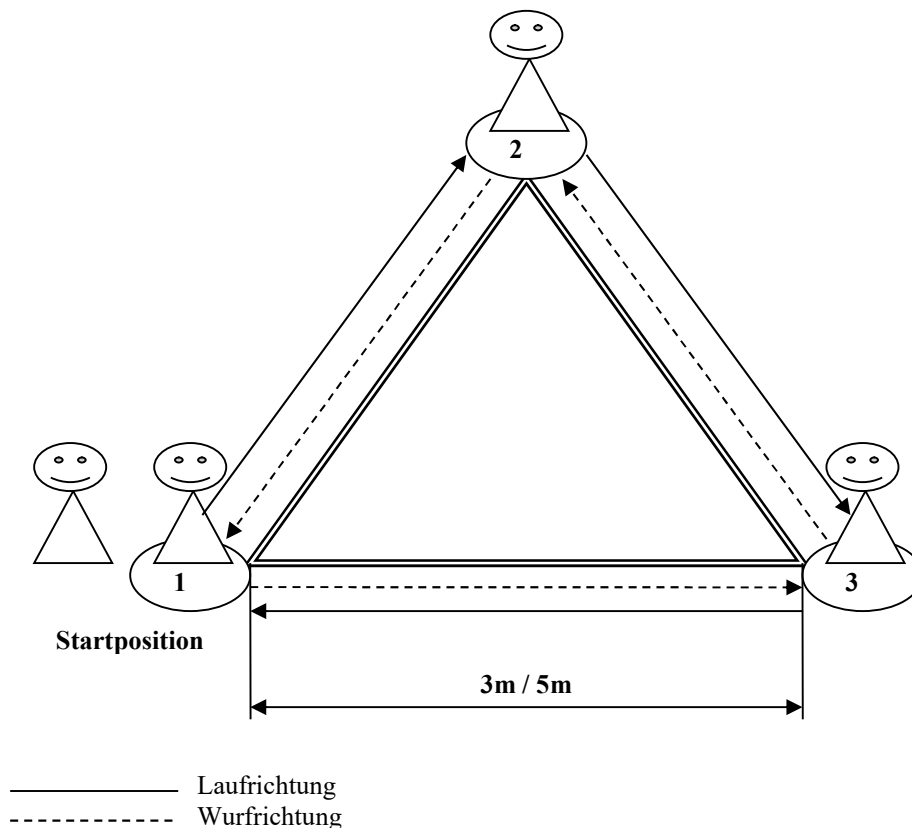 2
1
3
Startposition
3m / 5m
Laufrichtung
Wurfrichtung